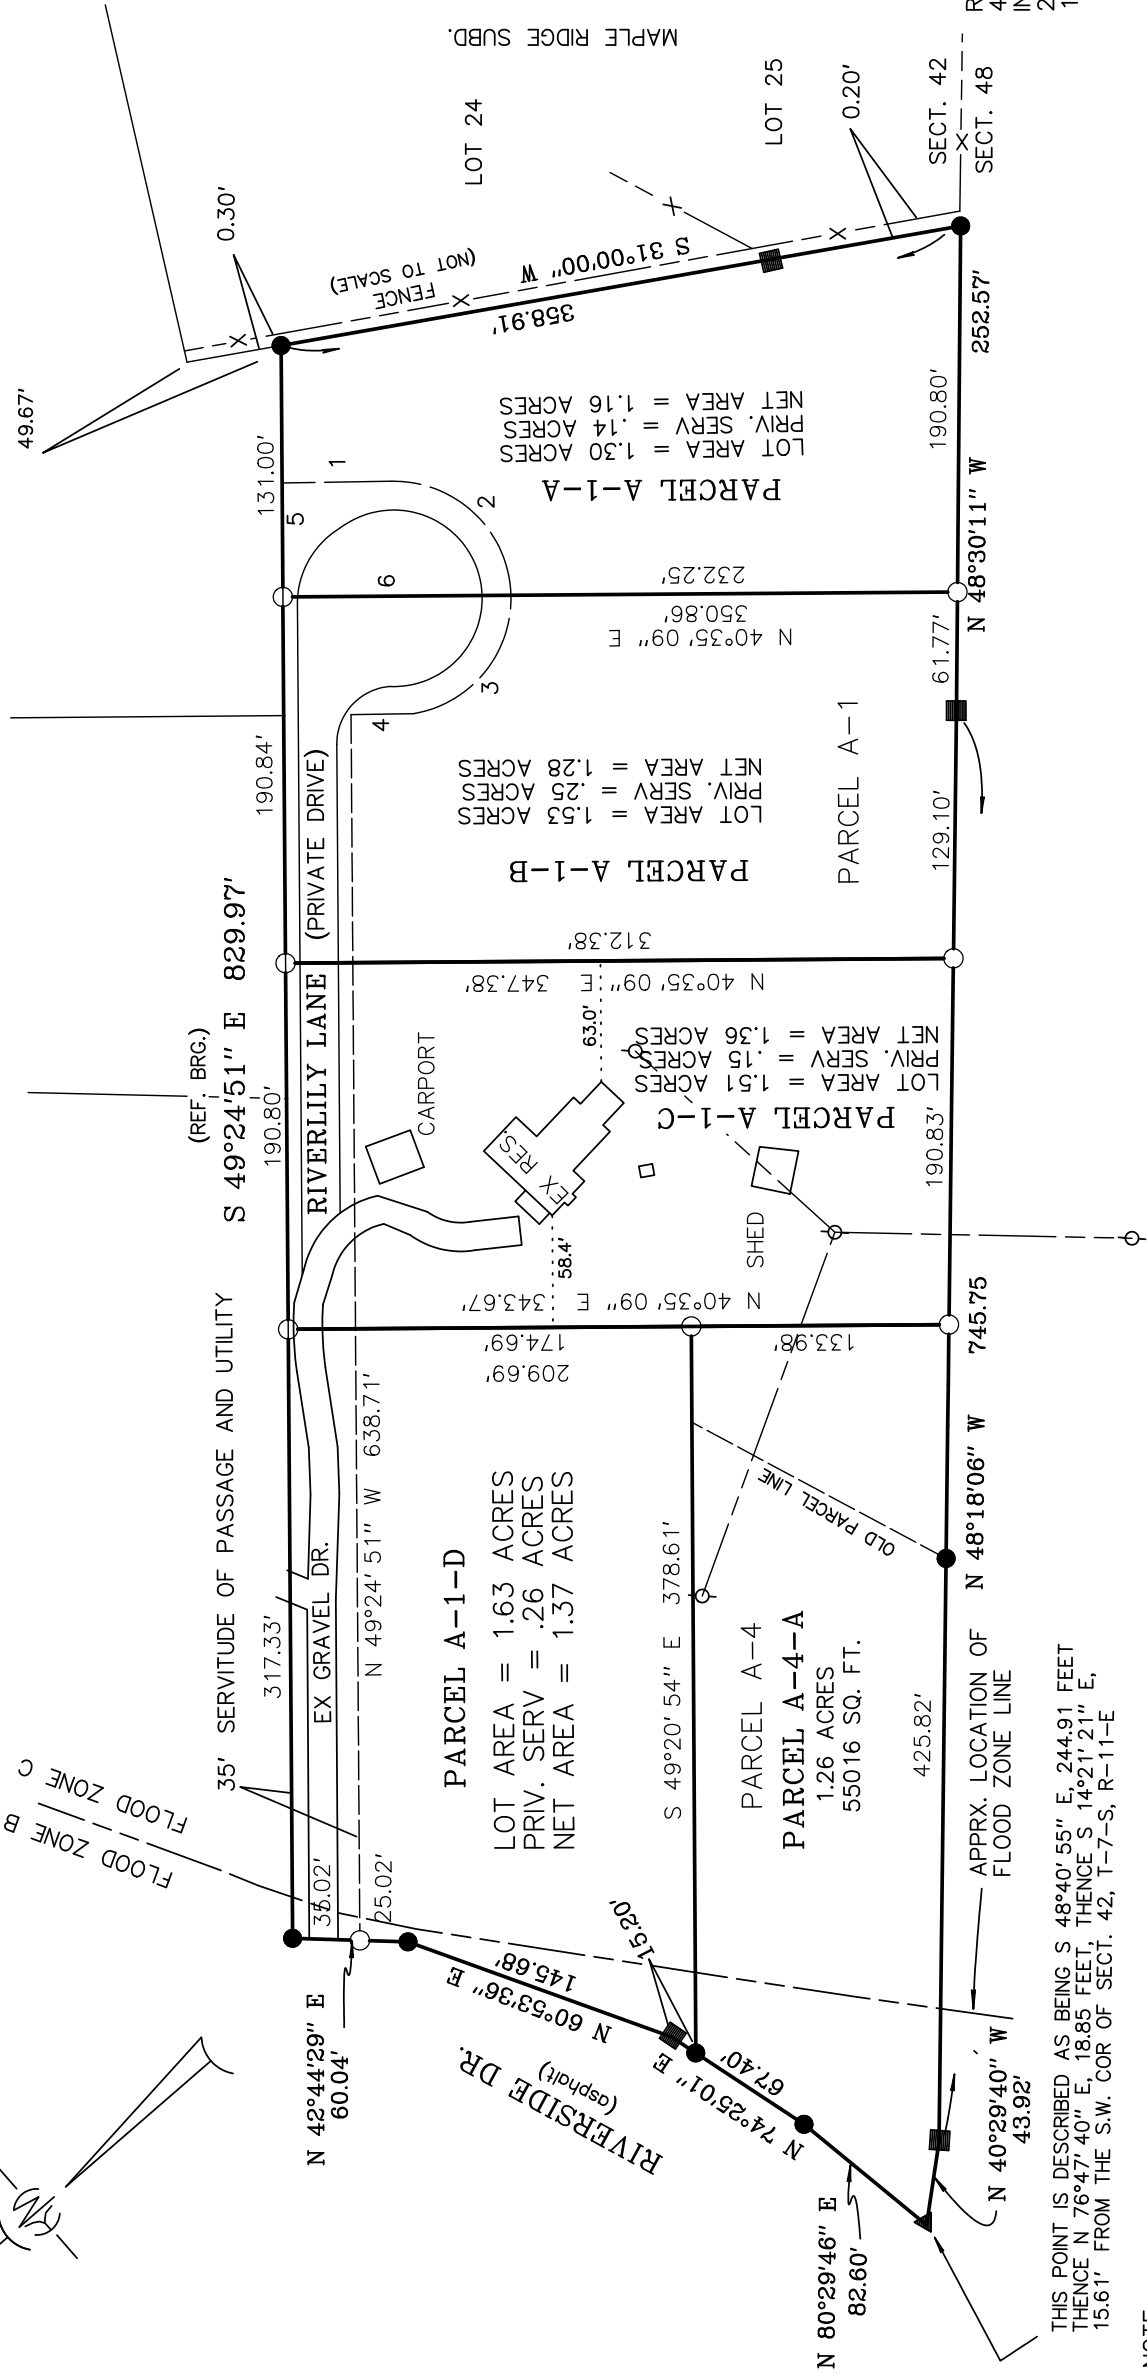 MAPLE RIDGE SUBD.
LOT 24
LOT 25
0.20'
SECT. 42
X
SECT. 48
0.30'
49.67'
S 31°00'00" W
358.91'
FENCE
(NOT TO SCALE)
X
X
X
X
131.00'
1
2
3
4
5
6
LOT AREA = 1.30 ACRES
PRIV. SERV = .14 ACRES
NET AREA = 1.16 ACRES
PARCEL A-1-A
190.80'
252.57'
N 48°30'11" W
232.25'
350.86'
N 40°35'09" E
61.77'
190.84'
(PRIVATE DRIVE)
LOT AREA = 1.53 ACRES
PRIV. SERV = .25 ACRES
NET AREA = 1.28 ACRES
PARCEL A-1-B
PARCEL A-1
129.10'
S 49°24'51" E 829.97'
(REF. BRG.)
RIVERLILY LANE
312.38'
N 40°35'09" E 347.38'
63.0'
190.80'
CARPORT
EX RES.
LOT AREA = 1.51 ACRES
PRIV. SERV = .15 ACRES
NET AREA = 1.36 ACRES
PARCEL A-1-C
SHED
190.83'
58.4'
N 40°35'09" E 343.67'
174.69'
209.69'
133.98'
745.75
N 48°18'06" W
35' SERVITUDE OF PASSAGE AND UTILITY
317.33'
EX GRAVEL DR.
N 49°24'51" W 638.71'
PARCEL A-1-D
LOT AREA = 1.63 ACRES
PRIV. SERV = .26 ACRES
NET AREA = 1.37 ACRES
S 49°20'54" E 378.61'
OLD PARCEL LINE
PARCEL A-4
PARCEL A-4-A
1.26 ACRES
55016 SQ. FT.
425.82'
APPRX. LOCATION OF
FLOOD ZONE LINE
FLOOD ZONE C
FLOOD ZONE B
35.02'
25.02'
N 42°44'29" E
60.04'
N 60°53'36" E
145.68'
15.20'
RIVERSIDE DR.
(asphalt)
N 74°25'01" E
67.40'
N 80°29'46" E
82.60'
N 40°29'40" W
43.92'
THIS POINT IS DESCRIBED AS BEING S 48°40'55" E, 244.91 FEET
THENCE N 76°47'40" E, 18.85 FEET, THENCE S 14°21'21" E,
15.61' FROM THE S.W. COR OF SECT. 42, T-7-S, R-11-E